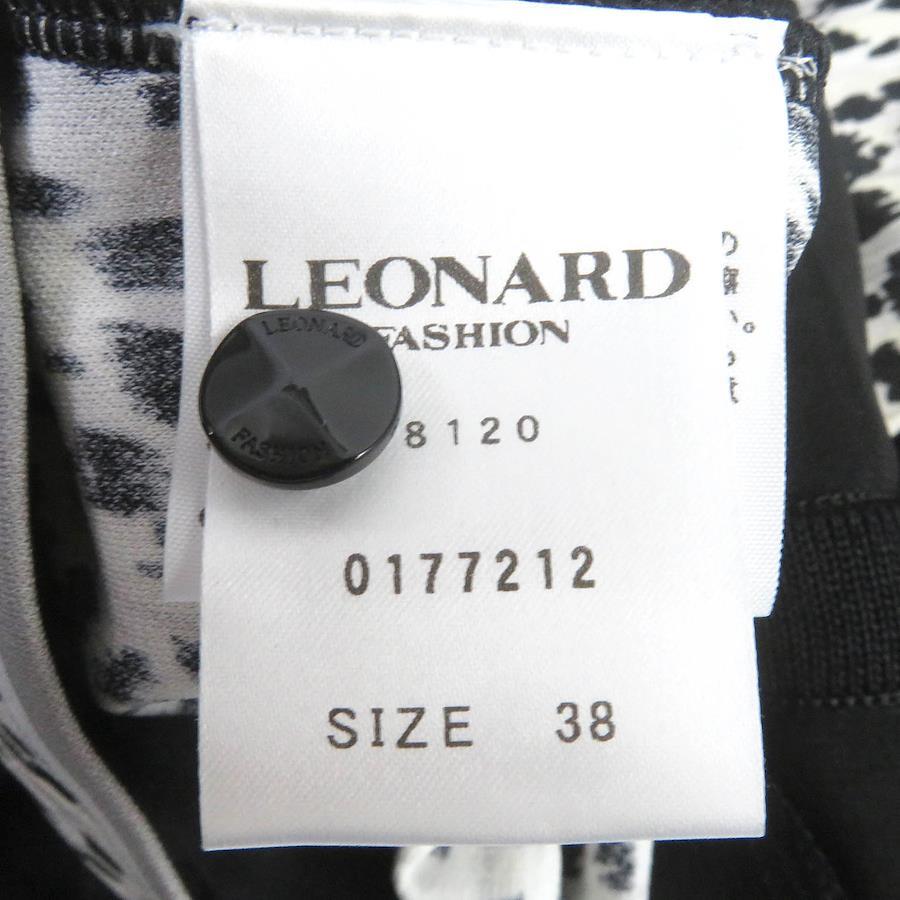 LEONARD
FASHION
LEONARD
FASHION
8120
0177212
SIZE 38